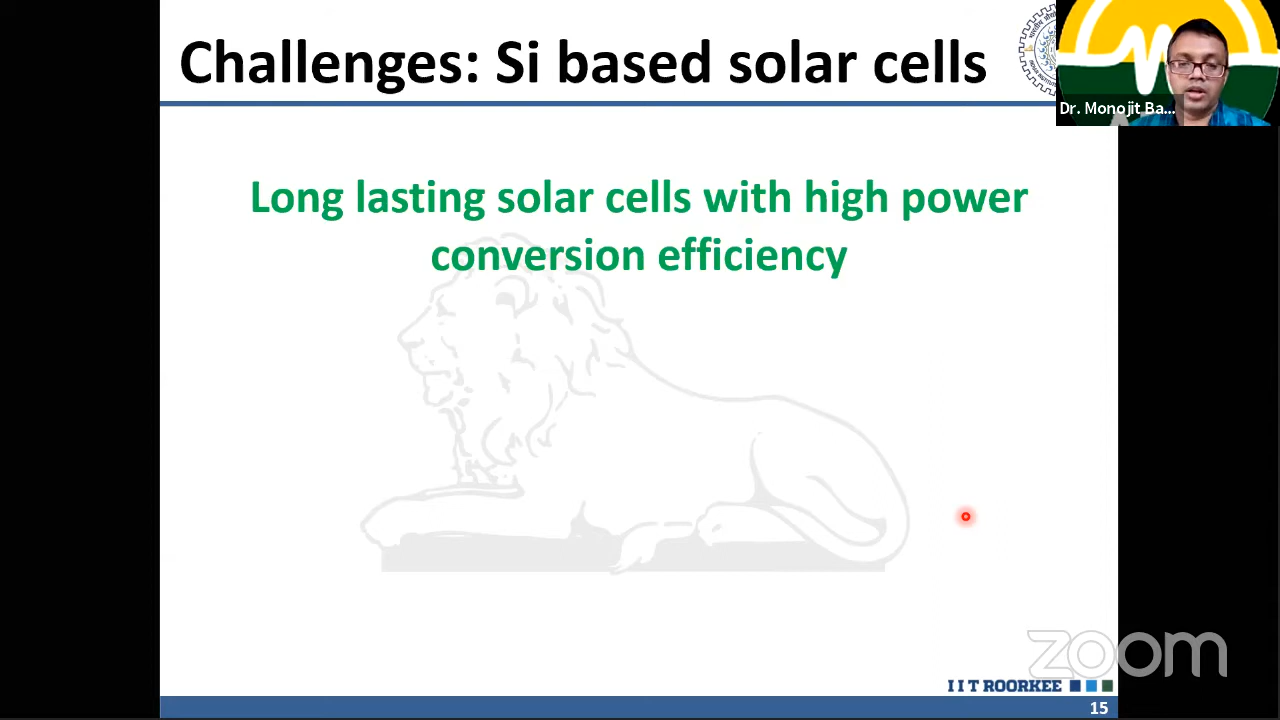 Challenges: Si based solar cells
Dr. Monojit Ba...
Long lasting solar cells with high power
conversion efficiency
zoom
IIT ROORKEE
15